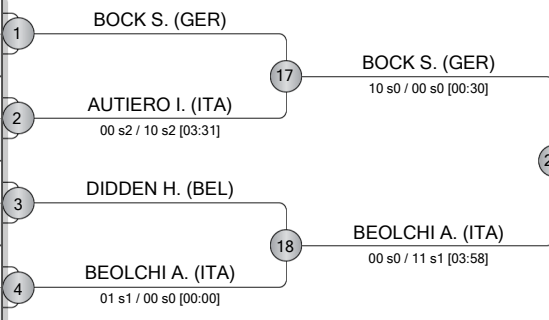 1
BOCK S. (GER)
17
BOCK S. (GER)
10 s0 / 00 s0 [00:30]
2
AUTIERO I. (ITA)
00 s2 / 10 s2 [03:31]
3
DIDDEN H. (BEL)
18
BEOLCHI A. (ITA)
00 s0 / 11 s1 [03:58]
4
BEOLCHI A. (ITA)
01 s1 / 00 s0 [00:00]